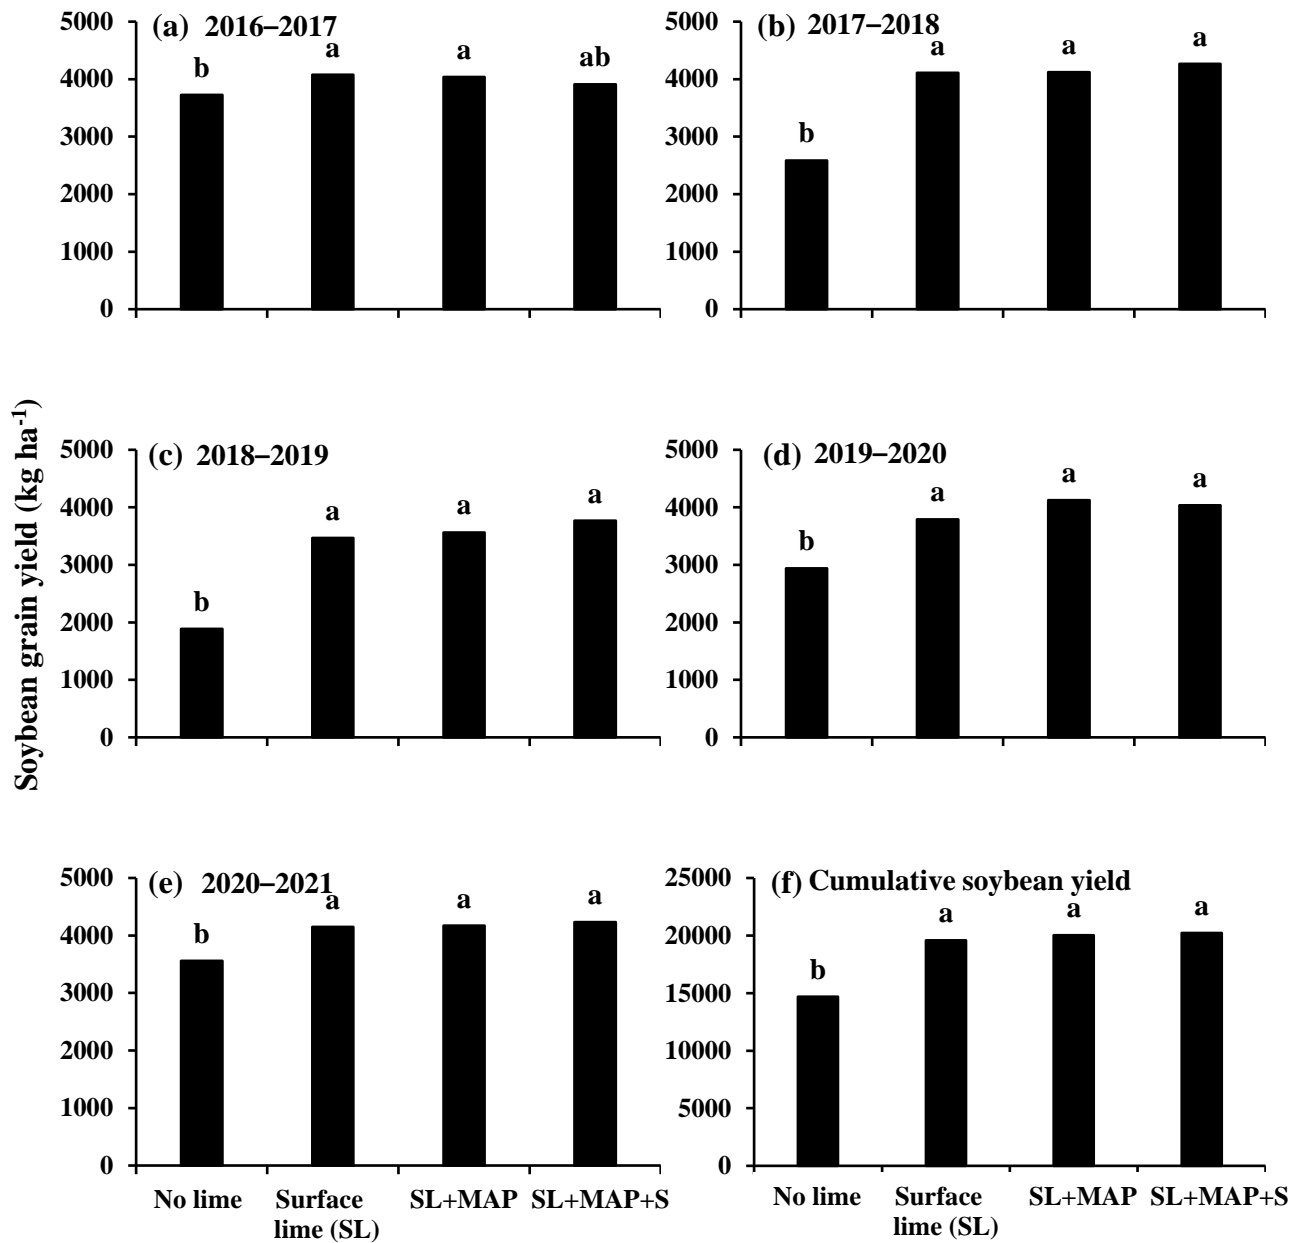 Soybean grain yield (kg ha-1)
(a) 2016–2017
5000
4000
3000
2000
1000
0
b
a
a
ab
(b) 2017–2018
5000
4000
3000
2000
1000
0
b
a
a
a
(c) 2018–2019
5000
4000
3000
2000
1000
0
b
a
a
a
(d) 2019–2020
5000
4000
3000
2000
1000
0
b
a
a
a
(e) 2020–2021
5000
4000
3000
2000
1000
0
b
a
a
a
No lime
Surface
lime (SL)
SL+MAP
SL+MAP+S
(f) Cumulative soybean yield
25000
20000
15000
10000
5000
0
b
a
a
a
No lime
Surface
lime (SL)
SL+MAP
SL+MAP+S